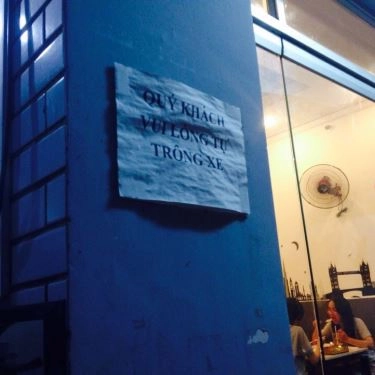 QUÝ KHÁCH
VUI LÒNG TỰ
TRÔNG XE